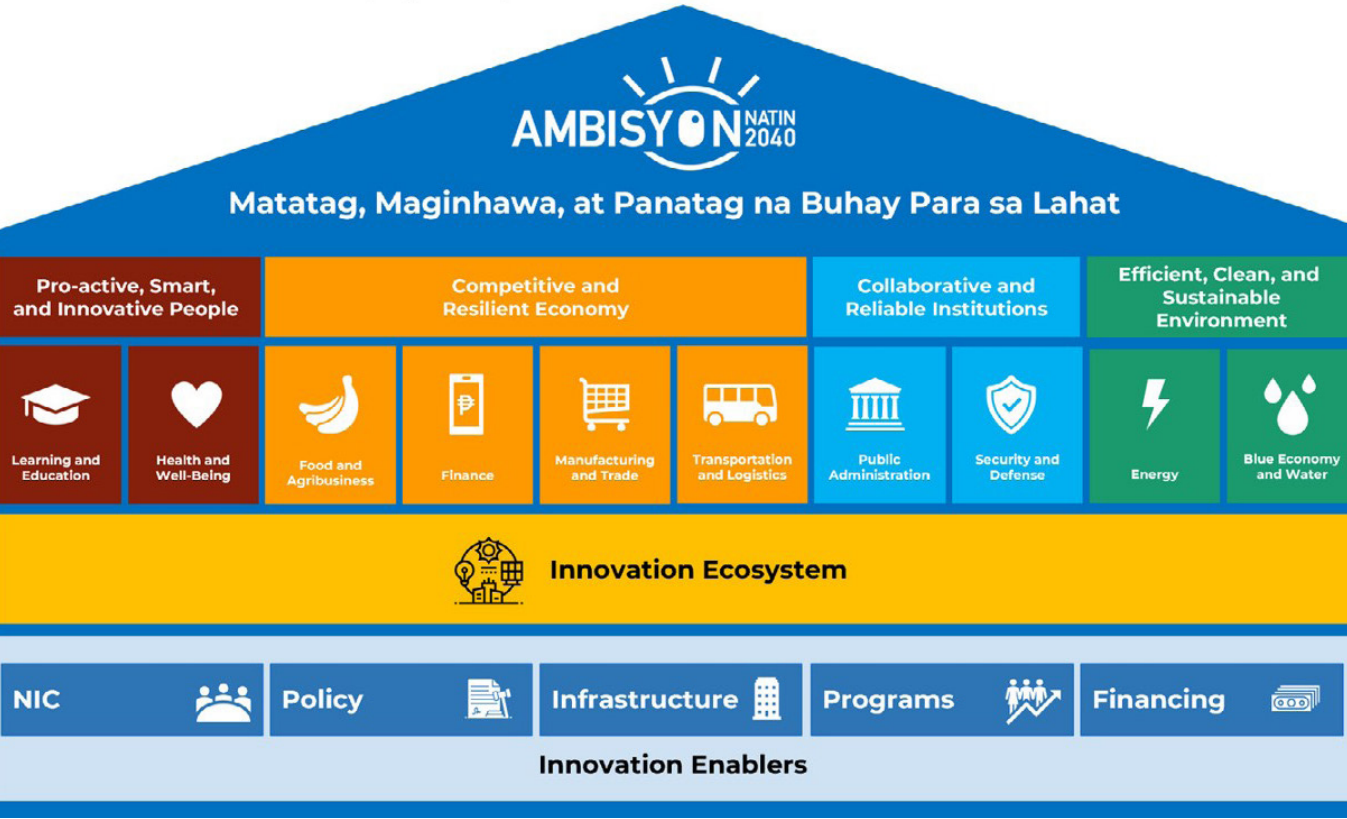 AMBISYON NATIN 2040
Matatag, Maginhawa, at Panatag na Buhay Para sa Lahat
Pro-active, Smart,
and Innovative People
Competitive and
Resilient Economy
Collaborative and
Reliable Institutions
Efficient, Clean, and
Sustainable
Environment
Learning and
Education
Health and
Well-Being
Food and
Agribusiness
Finance
Manufacturing
and Trade
Transportation
and Logistics
Public
Administration
Security and
Defense
Energy
Blue Economy
and Water
Innovation Ecosystem
NIC
Policy
Infrastructure
Programs
Financing
Innovation Enablers